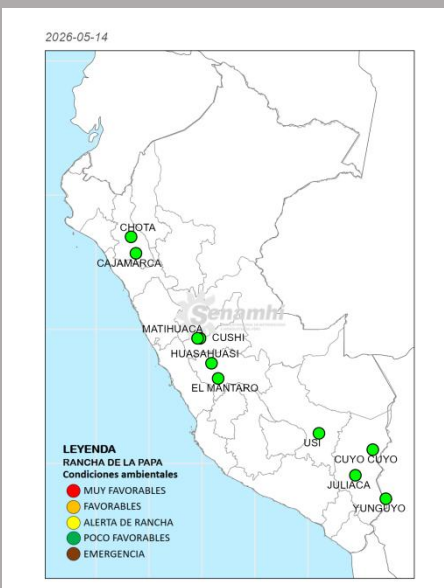 2026-05-14
CHOTA
CAJAMARCA
Senamhi
MATIHUACA
CUSHI
HUASAHUASI
EL MANTARO
USI
CUYO CUYO
JULIACA
YUNGUYO
LEYENDA
RANCHA DE LA PAPA
Condiciones ambientales
MUY FAVORABLES
FAVORABLES
ALERTA DE RANCHA
POCO FAVORABLES
EMERGENCIA